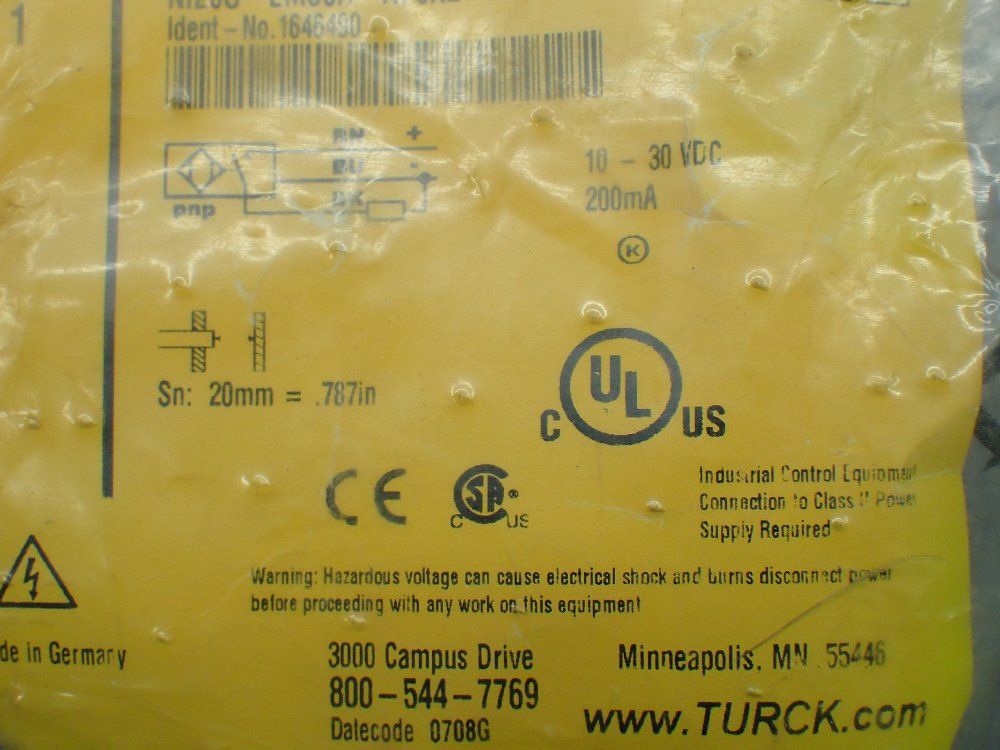 1
Ident-No.1646490
BN +
BU -
BK
pnp
10 - 30 VDC
200mA
K
Sn: 20mm = .787in
C UL US
CE
C SA ® US
Industrial Control Equipment
Connection to Class II Power
Supply Required
Warning: Hazardous voltage can cause electrical shock and burns disconnect power
before proceeding with any work on this equipment
de in Germany
3000 Campus Drive
Minneapolis, MN 55446
800-544-7769
Datecode 0708G
www.TURCK.com